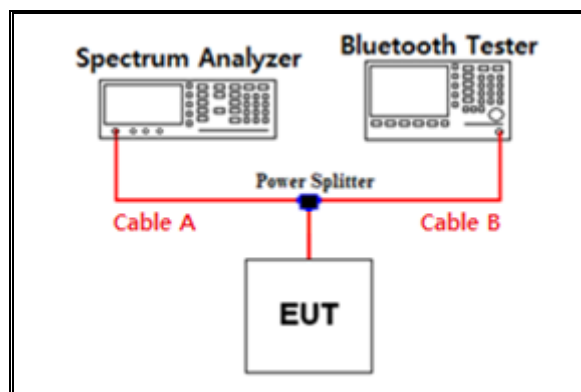 Spectrum Analyzer
Bluetooth Tester
Power Splitter
Cable A
Cable B
EUT